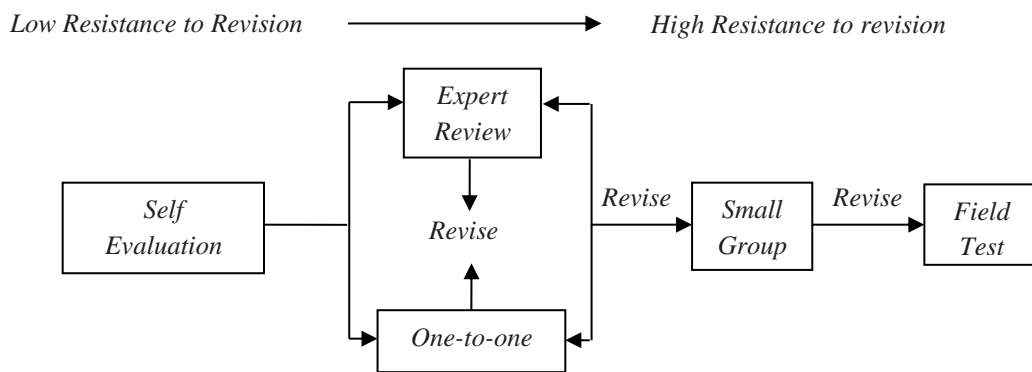 Low Resistance to Revision
High Resistance to revision
Expert
Review
Self
Evaluation
Revise
One-to-one
Revise
Small
Group
Revise
Field
Test